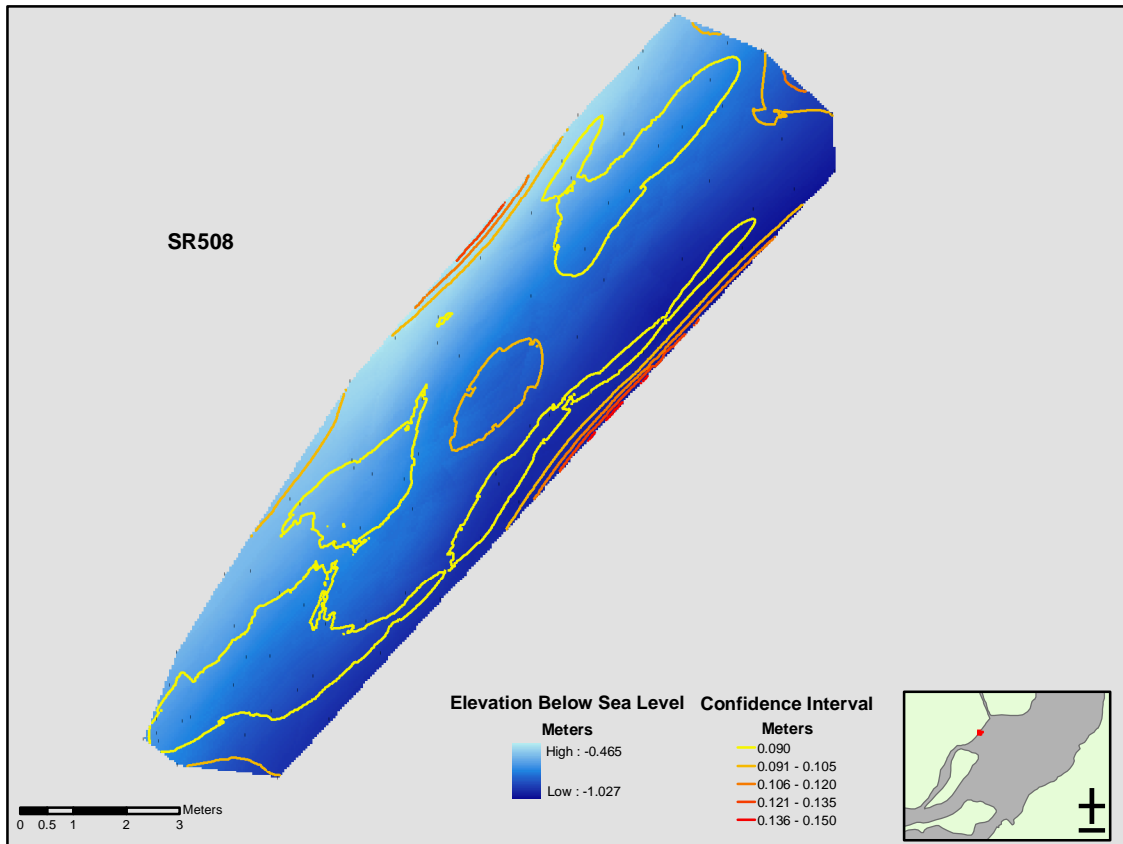 SR508
Elevation Below Sea Level
Meters
High : -0.465
Low : -1.027
Confidence Interval
Meters
0.090
0.091 - 0.105
0.106 - 0.120
0.121 - 0.135
0.136 - 0.150
Meters
0 0.5 1 2 3